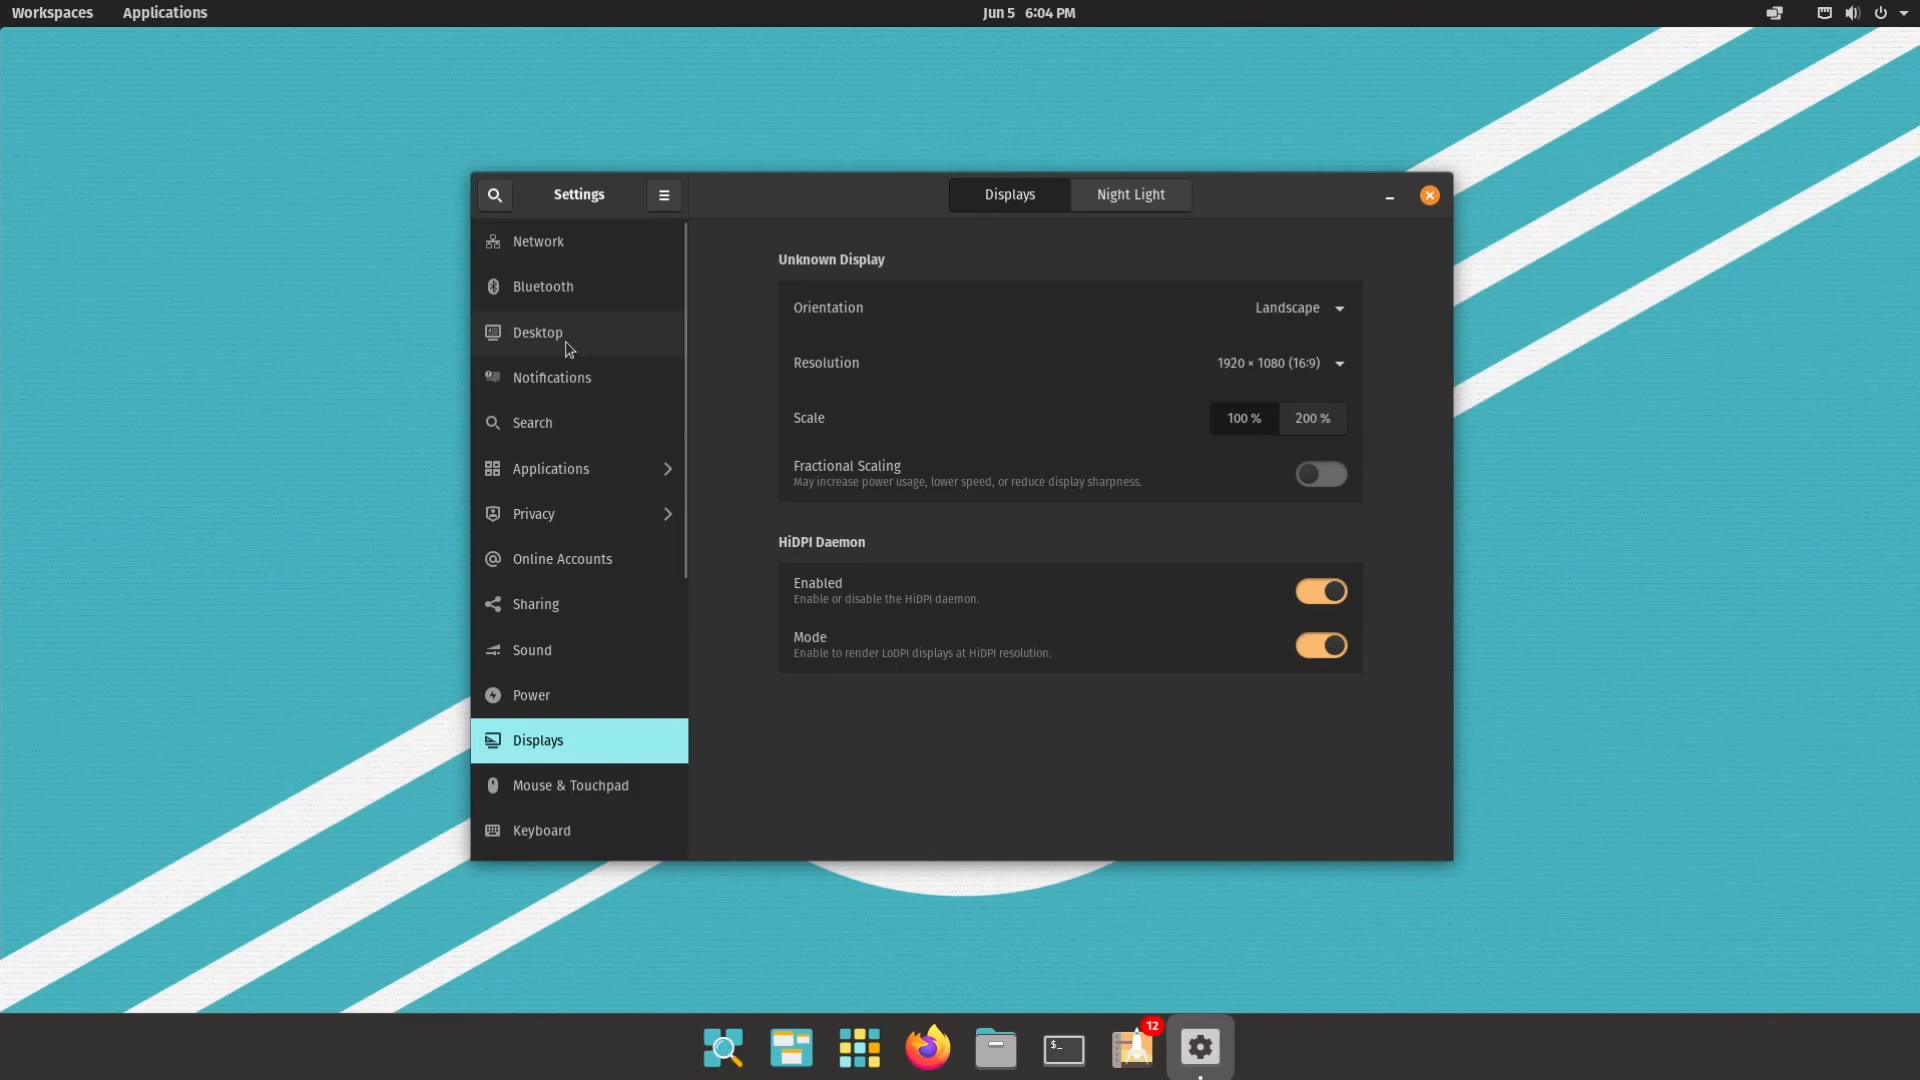 Workspaces Applications Jun 5 6:04 PM
Settings Displays Night Light
Network
Bluetooth
Desktop
Notifications
Search
Applications
Privacy
Online Accounts
Sharing
Sound
Power
Displays
Mouse & Touchpad
Keyboard
Unknown Display
Orientation Landscape
Resolution 1920 × 1080 (16:9)
Scale 100 % 200 %
Fractional Scaling
May increase power usage, lower speed, or reduce display sharpness.
HiDPI Daemon
Enabled
Enable or disable the HiDPI daemon.
Mode
Enable to render LoDPI displays at HiDPI resolution.
$_
12